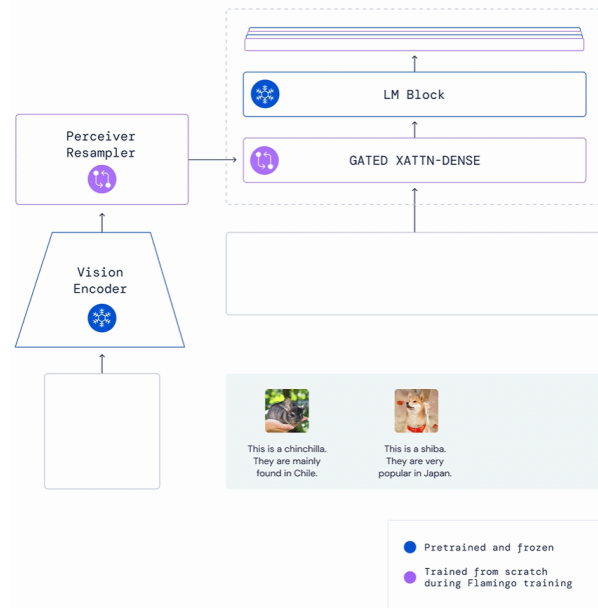 LM Block
Perceiver
Resampler
GATED XATTN-DENSE
Vision
Encoder
This is a chinchilla.
They are mainly
found in Chile.
This is a shiba.
They are very
popular in Japan.
Pretrained and frozen
Trained from scratch
during Flamingo training